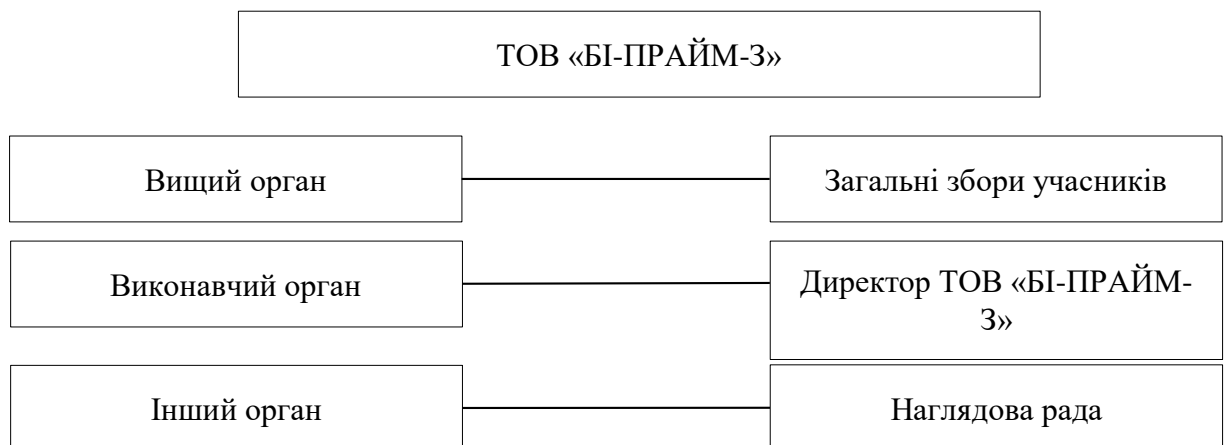 ТОВ «БІ-ПРАЙМ-З»
Вищий орган
Загальні збори учасників
Виконавчий орган
Директор ТОВ «БІ-ПРАЙМ-
З»
Інший орган
Наглядова рада